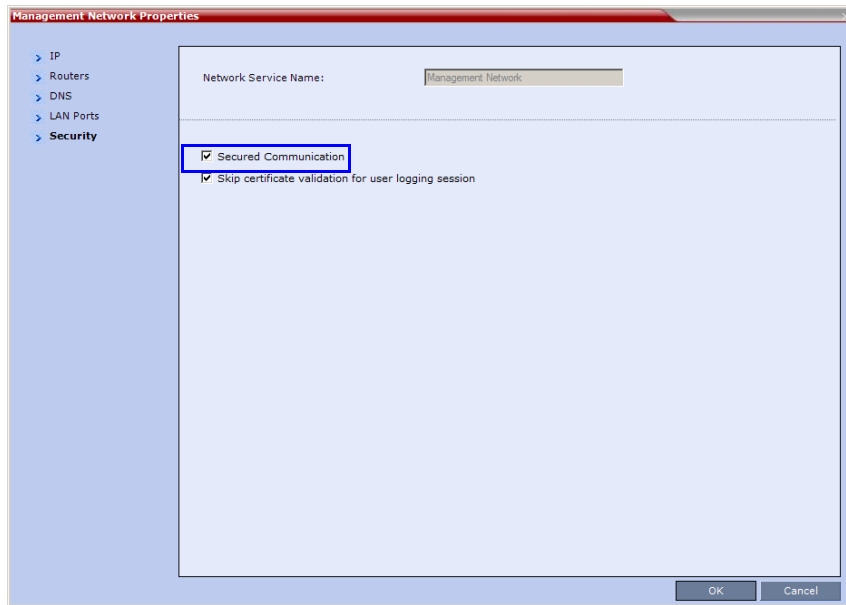 Management Network Properties
IP
Routers
DNS
LAN Ports
Security
Network Service Name:
Management Network
Secured Communication
Skip certificate validation for user logging session
OK
Cancel